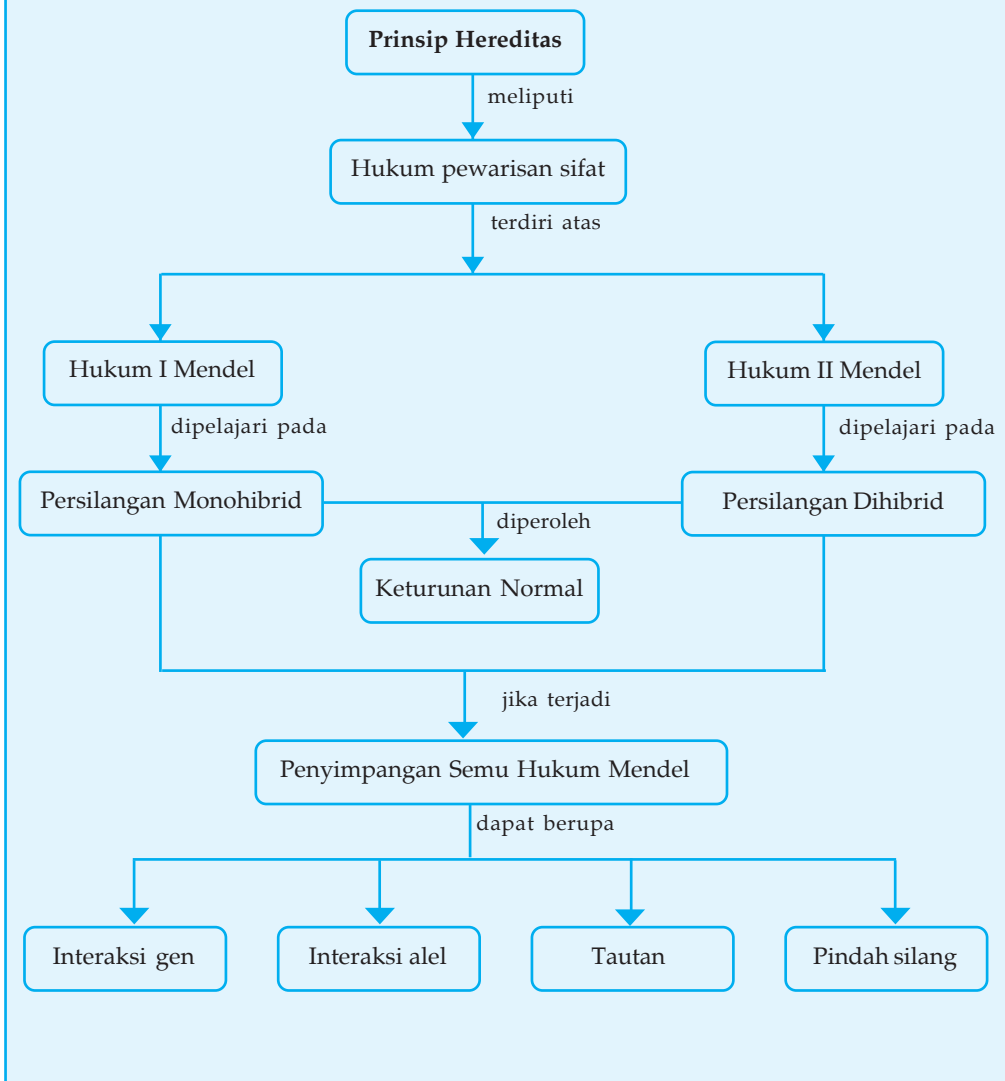 Prinsip Hereditas
meliputi
Hukum pewarisan sifat
terdiri atas
Hukum I Mendel
Hukum II Mendel
dipelajari pada
dipelajari pada
Persilangan Monohibrid
Persilangan Dihibrid
diperoleh
Keturunan Normal
jika terjadi
Penyimpangan Semu Hukum Mendel
dapat berupa
Interaksi gen
Interaksi alel
Tautan
Pindah silang